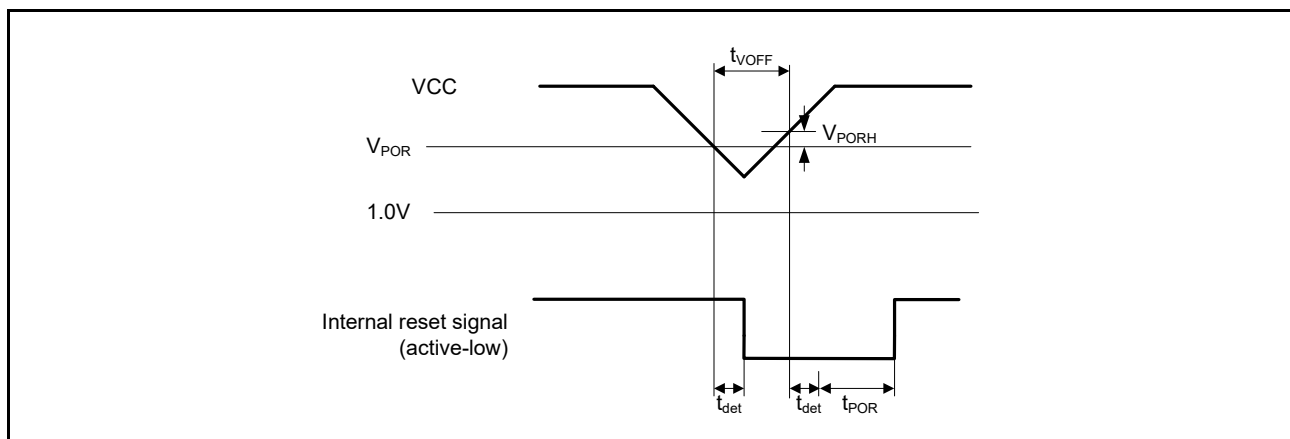 tVOFF
VCC
VPORH
VPOR
1.0V
Internal reset signal
(active-low)
tdet
tdet
tPOR